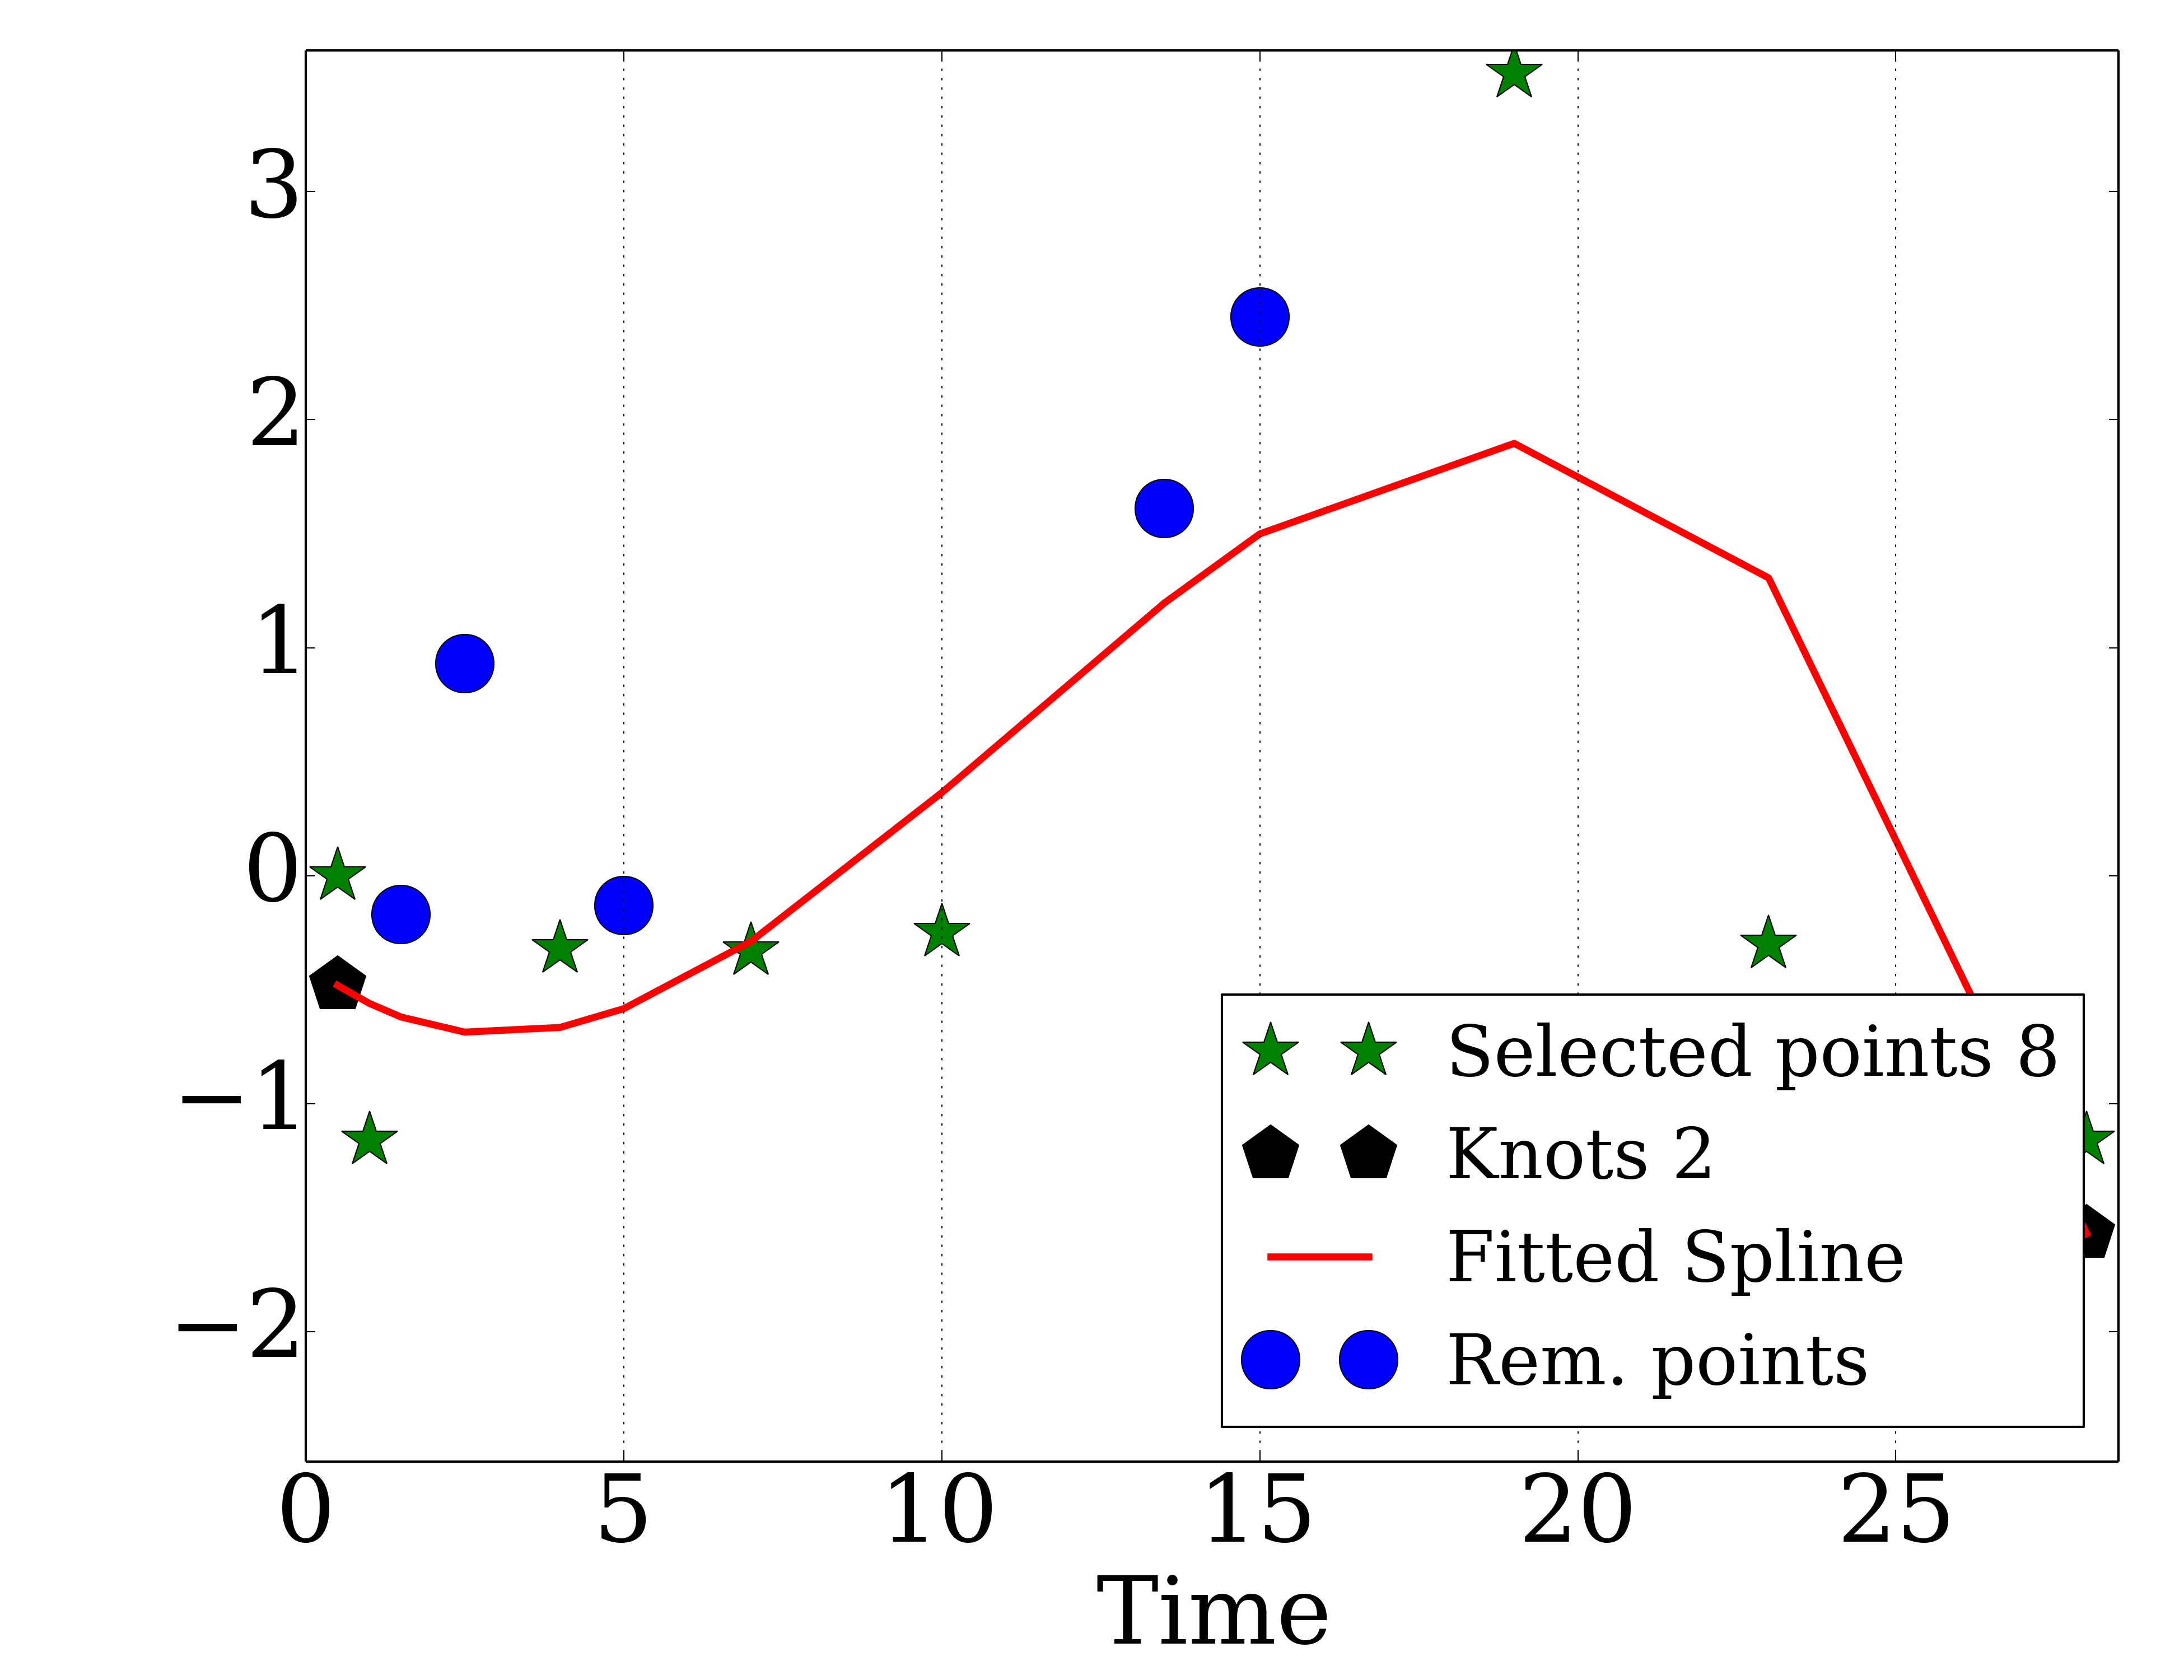 3
2
1
0
−1
−2
Selected points 8
Knots 2
Fitted Spline
Rem. points
0 5 10 15 20 25
Time